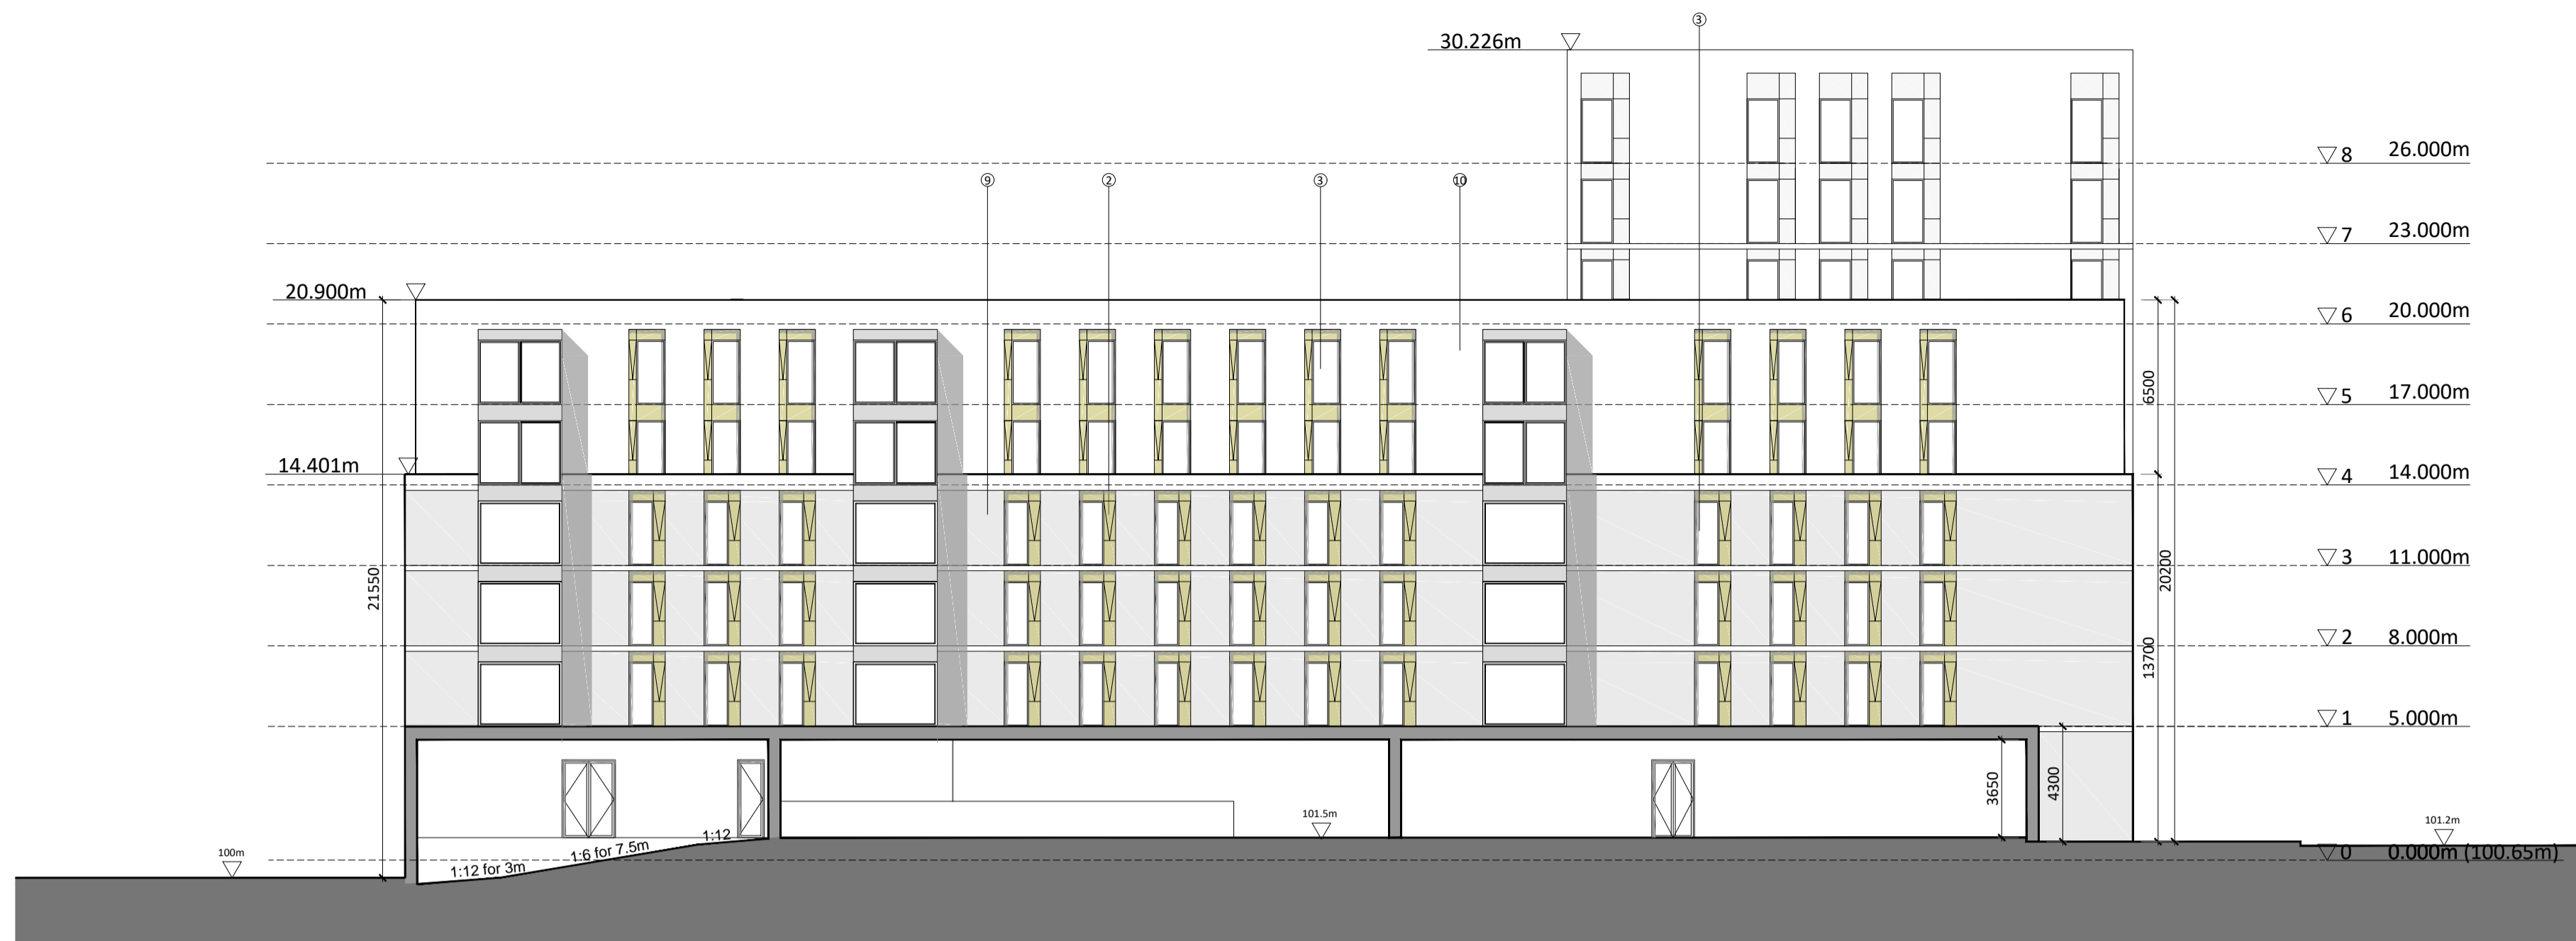 ③
30.226m
8 26.000m
⑨ ② ③ ⑩
7 23.000m
20.900m
6 20.000m
6500
5 17.000m
14.401m
4 14.000m
3 11.000m
21550
20200
2 8.000m
13700
1 5.000m
3650
4300
101.5m
101.2m
1:12
1:6 for 7.5m
1:12 for 3m
100m
0 0.000m (100.65m)